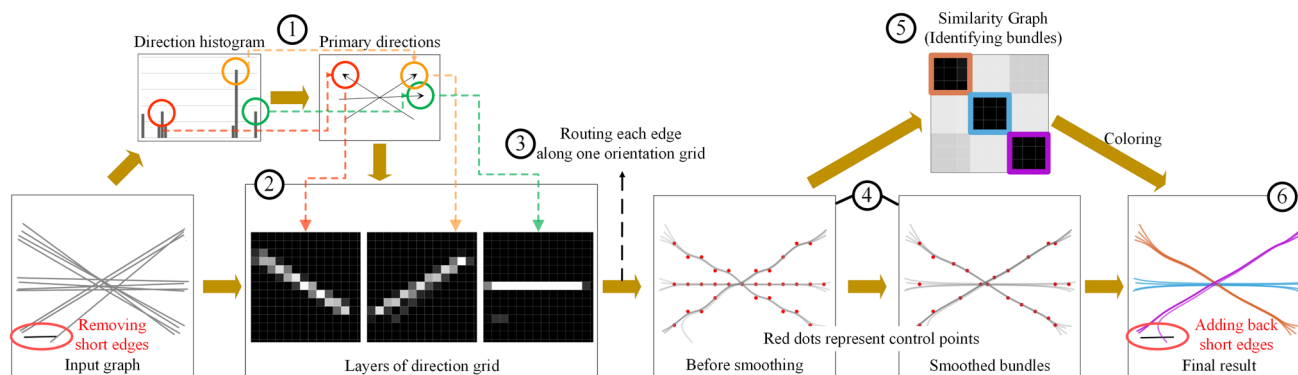 1
Direction histogram
Primary directions
5
Similarity Graph
(Identifying bundles)
3
Routing each edge
along one orientation grid
Coloring
2
4
6
Removing
short edges
Input graph
Layers of direction grid
Red dots represent control points
Before smoothing
Smoothed bundles
Adding back
short edges
Final result